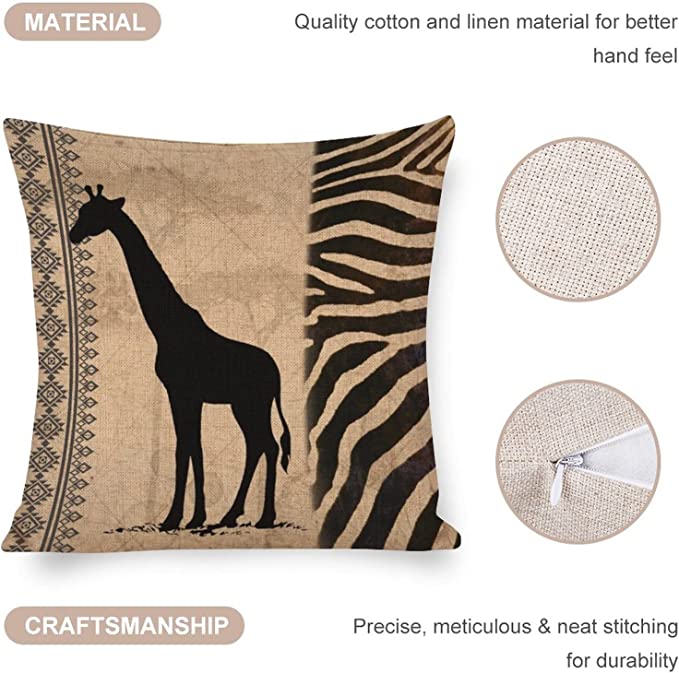 MATERIAL
Quality cotton and linen material for better
hand feel
CRAFTSMANSHIP
Precise, meticulous & neat stitching
for durability